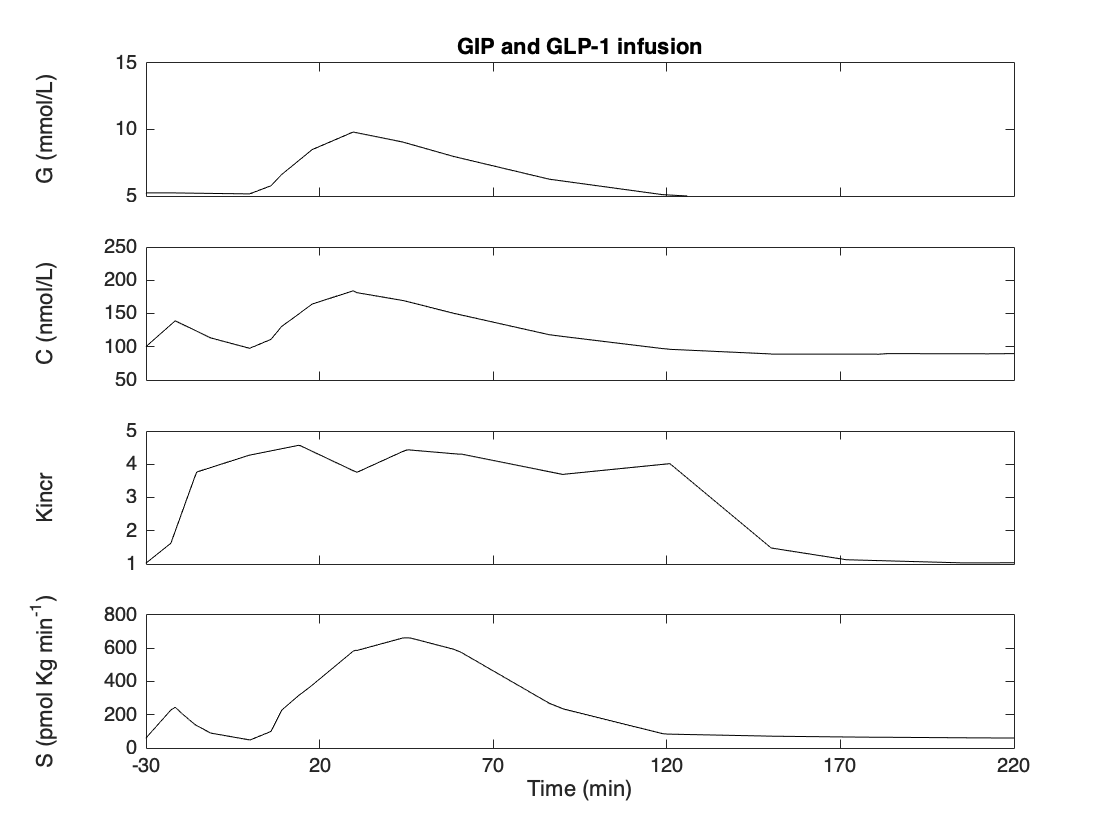 GIP and GLP-1 infusion
15
10
5
G (mmol/L)
250
200
150
100
50
C (nmol/L)
5
4
3
2
1
Kincr
800
600
400
200
0
S (pmol Kg min⁻¹ )
-30 20 70 120 170 220
Time (min)